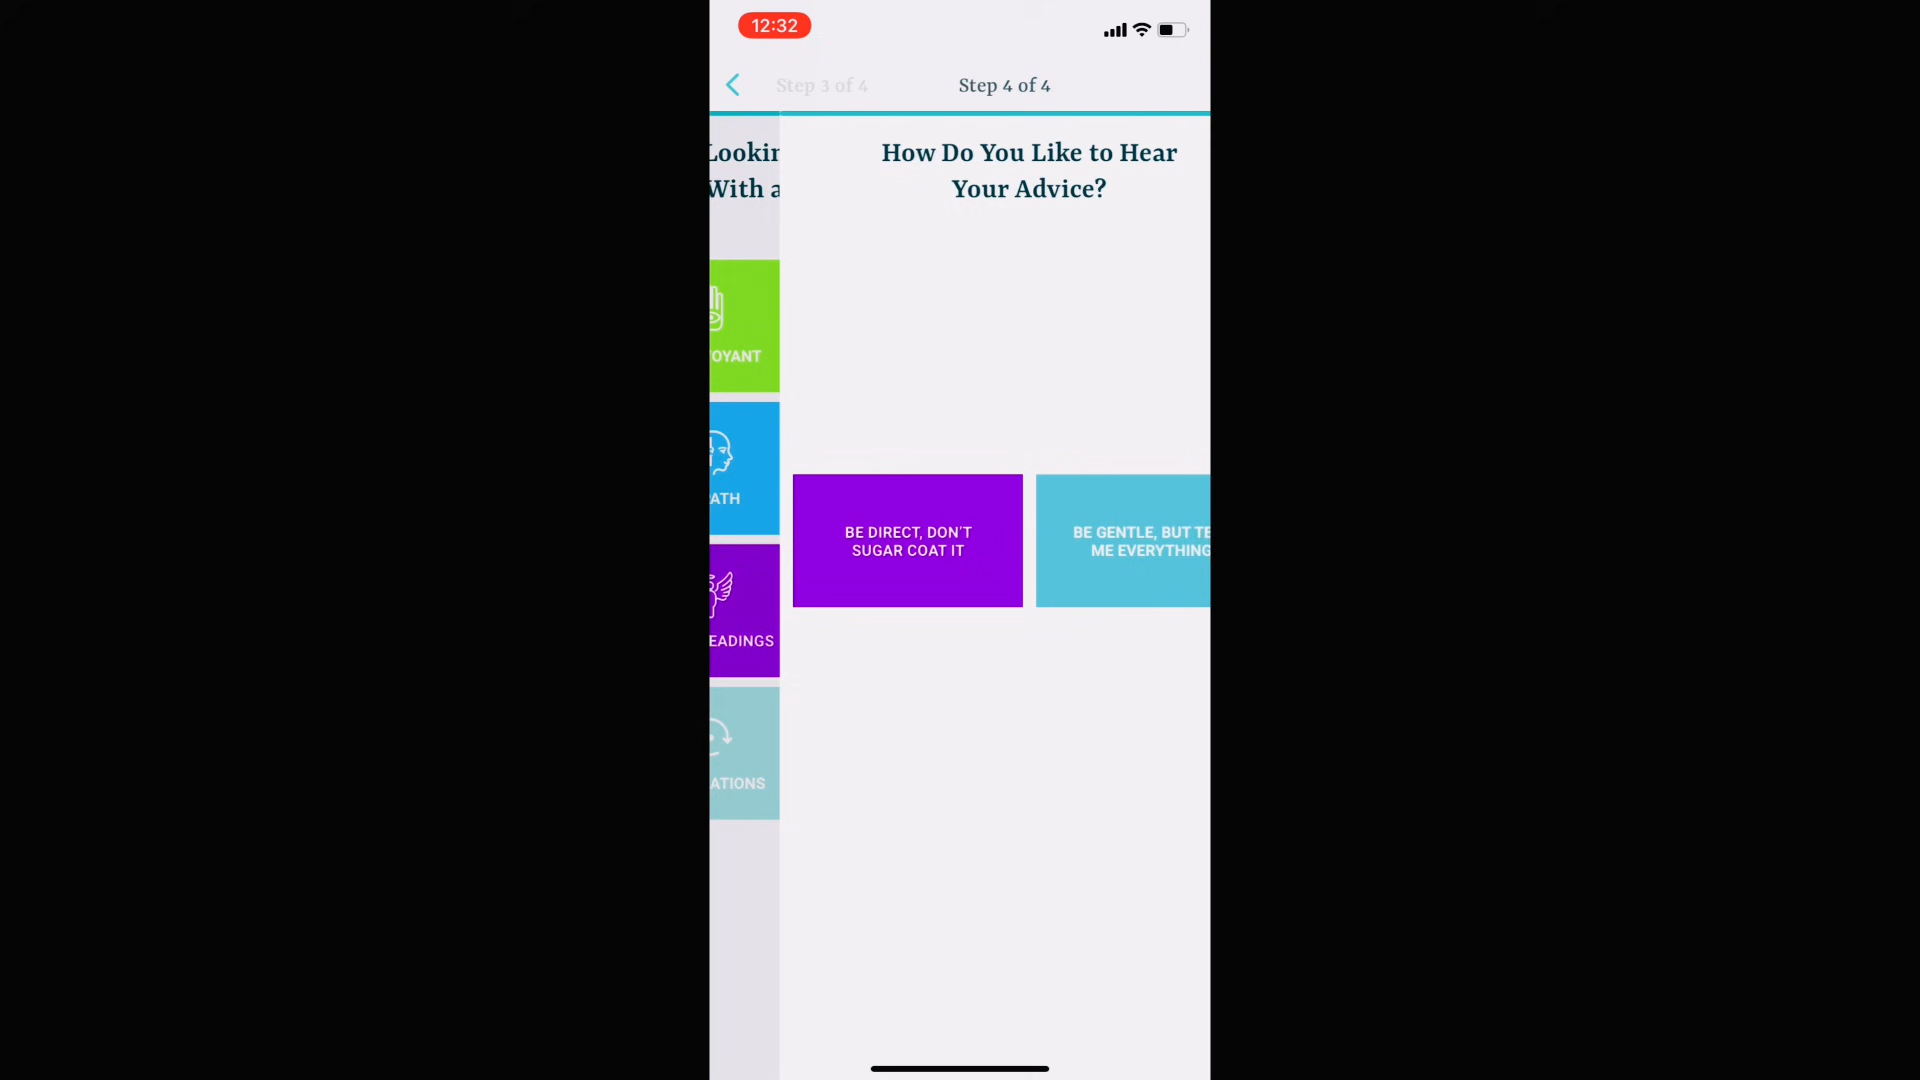 12:32
Step 3 of 4
Step 4 of 4
Lookin
With a
How Do You Like to Hear
Your Advice?
OYANT
ATH
EADINGS
ATIONS
BE DIRECT, DON'T
SUGAR COAT IT
BE GENTLE, BUT TE
ME EVERYTHING